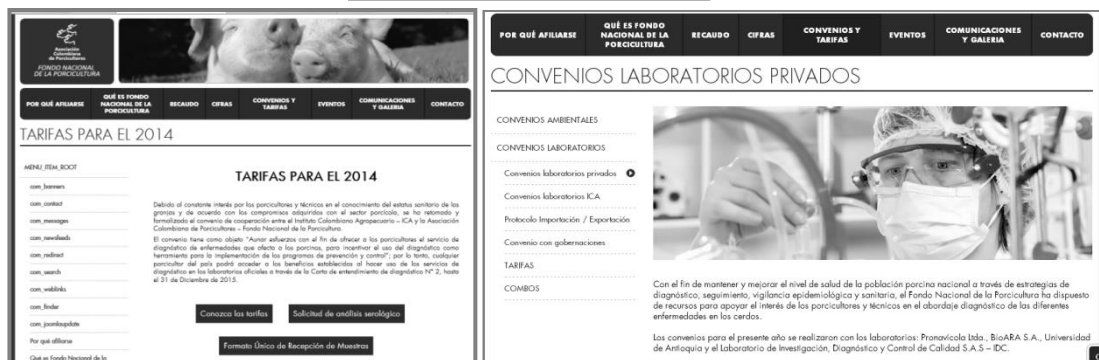 Asociación
Colombiana
de Porcicultores
FONDO NACIONAL
DE LA PORCICULTURA
POR QUÉ AFILIARSE
QUÉ ES FONDO
NACIONAL DE LA
PORCICULTURA
RECAUDO
CIFRAS
CONVENIOS Y
TARIFAS
EVENTOS
COMUNICACIONES
Y GALERIA
CONTACTO
TARIFAS PARA EL 2014
MENU_ITEM_ROOT
com_banners
com_contact
com_messages
com_newsfeeds
com_redirect
com_search
com_weblinks
com_finder
com_joomlaupdate
Por qué afiliarse
Qué es Fondo Nacional de la
TARIFAS PARA EL 2014
Debido al constante interés por los porcicultores y técnicos en el conocimiento del estatus sanitario de las
granjas y de acuerdo con los compromisos adquiridos con el sector porcícola, se ha retomado y
formalizado el convenio de cooperación entre el Instituto Colombiano Agropecuario – ICA y la Asociación
Colombiana de Porcicultores – Fondo Nacional de la Porcicultura.
El convenio tiene como objeto "Aunar esfuerzos con el fin de ofrecer a los porcicultores el servicio de
diagnóstico de enfermedades que afecta a los porcinos, para incentivar el uso del diagnóstico como
herramienta para la implementación de los programas de prevención y control"; por lo tanto, cualquier
porcicultor del país podrá acceder a los beneficios establecidos al hacer uso de los servicios de
diagnóstico en los laboratorios oficiales a través de la Carta de entendimiento de diagnóstico N° 2, hasta
el 31 de Diciembre de 2015.
Conozca las tarifas
Solicitud de análisis serológico
Formato Único de Recepción de Muestras
POR QUÉ AFILIARSE
QUÉ ES FONDO
NACIONAL DE LA
PORCICULTURA
RECAUDO
CIFRAS
CONVENIOS Y
TARIFAS
EVENTOS
COMUNICACIONES
Y GALERIA
CONTACTO
CONVENIOS LABORATORIOS PRIVADOS
CONVENIOS AMBIENTALES
CONVENIOS LABORATORIOS
Convenios laboratorios privados
Convenios laboratorios ICA
Protocolo Importación / Exportación
Convenio con gobernaciones
TARIFAS
COMBOS
Con el fin de mantener y mejorar el nivel de salud de la población porcina nacional a través de estrategias de
diagnóstico, seguimiento, vigilancia epidemiológica y sanitaria, el Fondo Nacional de la Porcicultura ha dispuesto
de recursos para apoyar el interés de los porcicultores y técnicos en el abordaje diagnóstico de las diferentes
enfermedades en los cerdos.
Los convenios para el presente año se realizaron con los laboratorios: Pronavícola Ltda., BioARA S.A., Universidad
de Antioquia y el Laboratorio de Investigación, Diagnóstico y Control de Calidad S.A.S – IDC.